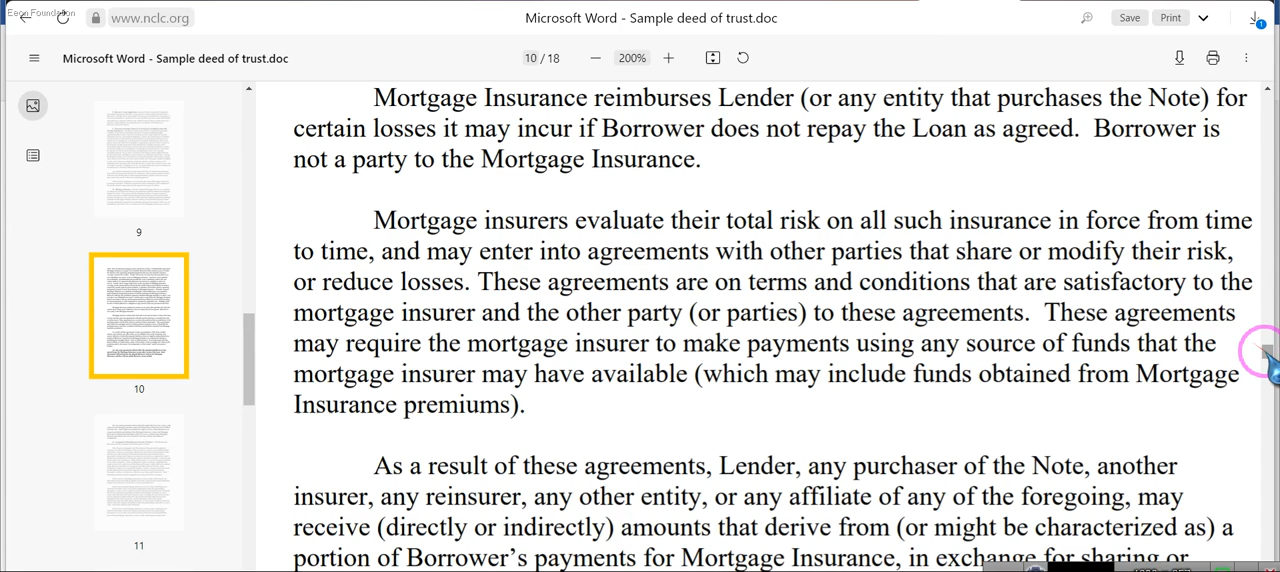 Eeon Foundation
www.nclc.org
Microsoft Word - Sample deed of trust.doc
Save
Print
1
Microsoft Word - Sample deed of trust.doc
10 / 18
200%
9
10
11
Mortgage Insurance reimburses Lender (or any entity that purchases the Note) for
certain losses it may incur if Borrower does not repay the Loan as agreed.  Borrower is
not a party to the Mortgage Insurance.
Mortgage insurers evaluate their total risk on all such insurance in force from time
to time, and may enter into agreements with other parties that share or modify their risk,
or reduce losses. These agreements are on terms and conditions that are satisfactory to the
mortgage insurer and the other party (or parties) to these agreements.  These agreements
may require the mortgage insurer to make payments using any source of funds that the
mortgage insurer may have available (which may include funds obtained from Mortgage
Insurance premiums).
As a result of these agreements, Lender, any purchaser of the Note, another
insurer, any reinsurer, any other entity, or any affiliate of any of the foregoing, may
receive (directly or indirectly) amounts that derive from (or might be characterized as) a
portion of Borrower's payments for Mortgage Insurance, in exchange for sharing or